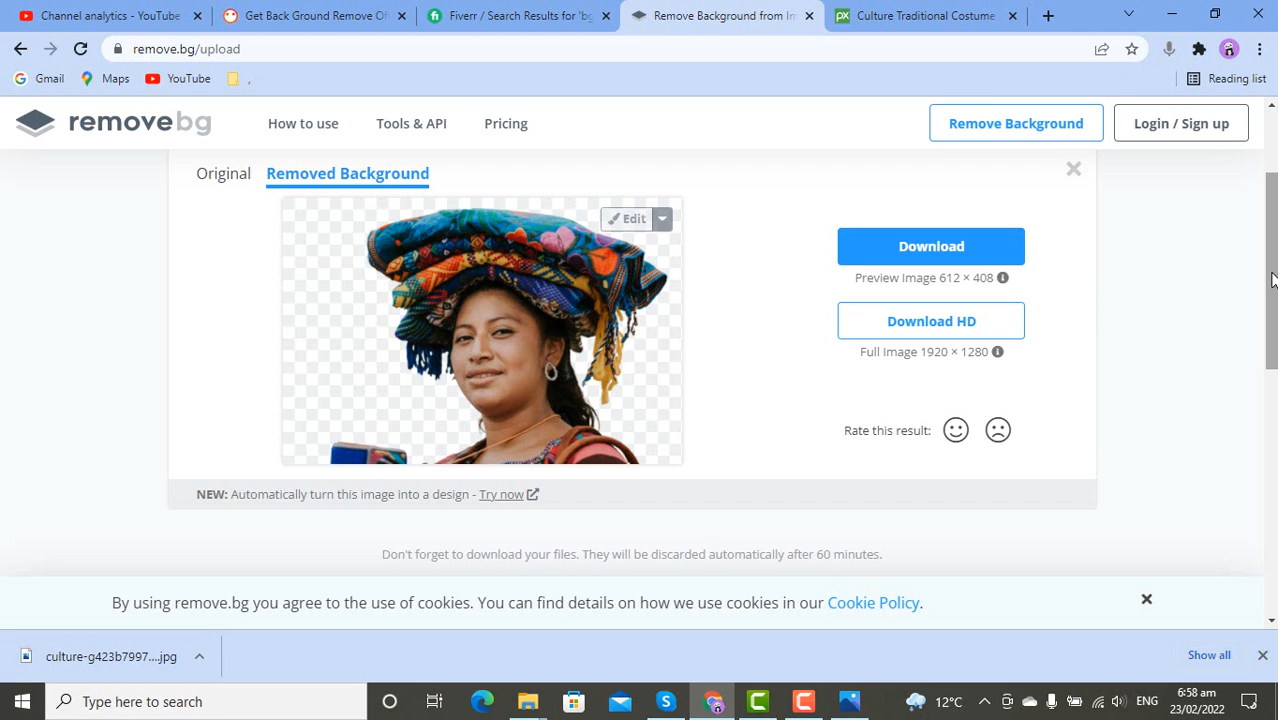 Channel analytics - YouTube
Get Back Ground Remove Of
Fiverr / Search Results for 'bg
Remove Background from Im
Culture Traditional Costume
remove.bg/upload
Gmail
Maps
YouTube
,
Reading list
removebg
How to use
Tools & API
Pricing
Remove Background
Login / Sign up
Original
Removed Background
Edit
Download
Preview Image 612 × 408
Download HD
Full Image 1920 × 1280
Rate this result:
NEW: Automatically turn this image into a design - Try now
Don't forget to download your files. They will be discarded automatically after 60 minutes.
By using remove.bg you agree to the use of cookies. You can find details on how we use cookies in our Cookie Policy.
culture-g423b7997....jpg
Show all
Type here to search
12°C
ENG
6:58 am
23/02/2022